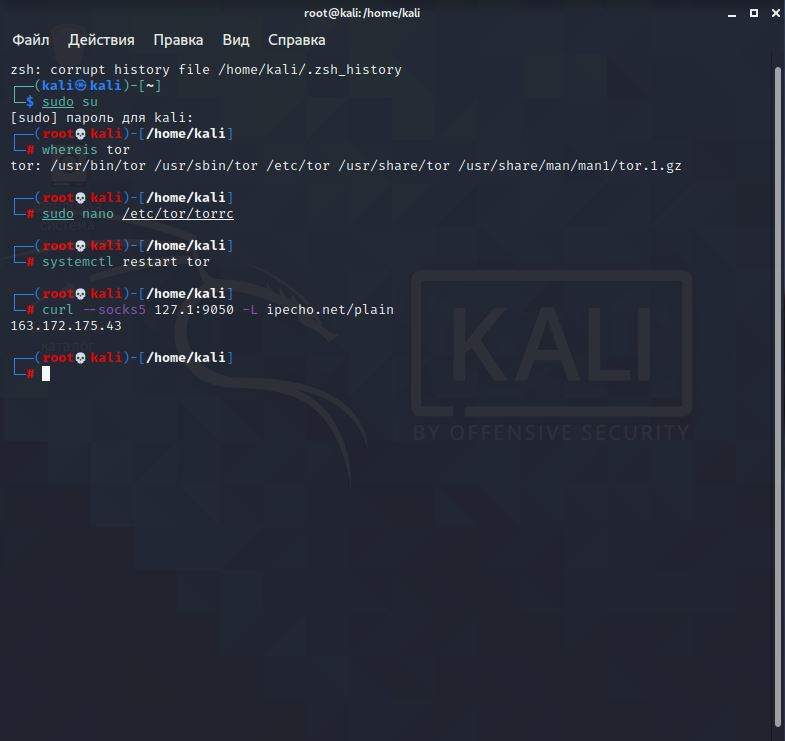 root@kali:/home/kali
Файл Действия Правка Вид Справка
zsh: corrupt history file /home/kali/.zsh_history
┌──(kali㉿kali)-[~]
└─$ sudo su
[sudo] пароль для kali:
┌──(root💀kali)-[/home/kali]
└─# whereis tor
tor: /usr/bin/tor /usr/sbin/tor /etc/tor /usr/share/tor /usr/share/man/man1/tor.1.gz
┌──(root💀kali)-[/home/kali]
└─# sudo nano /etc/tor/torrc
система
┌──(root💀kali)-[/home/kali]
└─# systemctl restart tor
┌──(root💀kali)-[/home/kali]
└─# curl --socks5 127.1:9050 -L ipecho.net/plain
163.172.175.43
каталог
┌──(root💀kali)-[/home/kali]
└─#
KALI
BY OFFENSIVE SECURITY